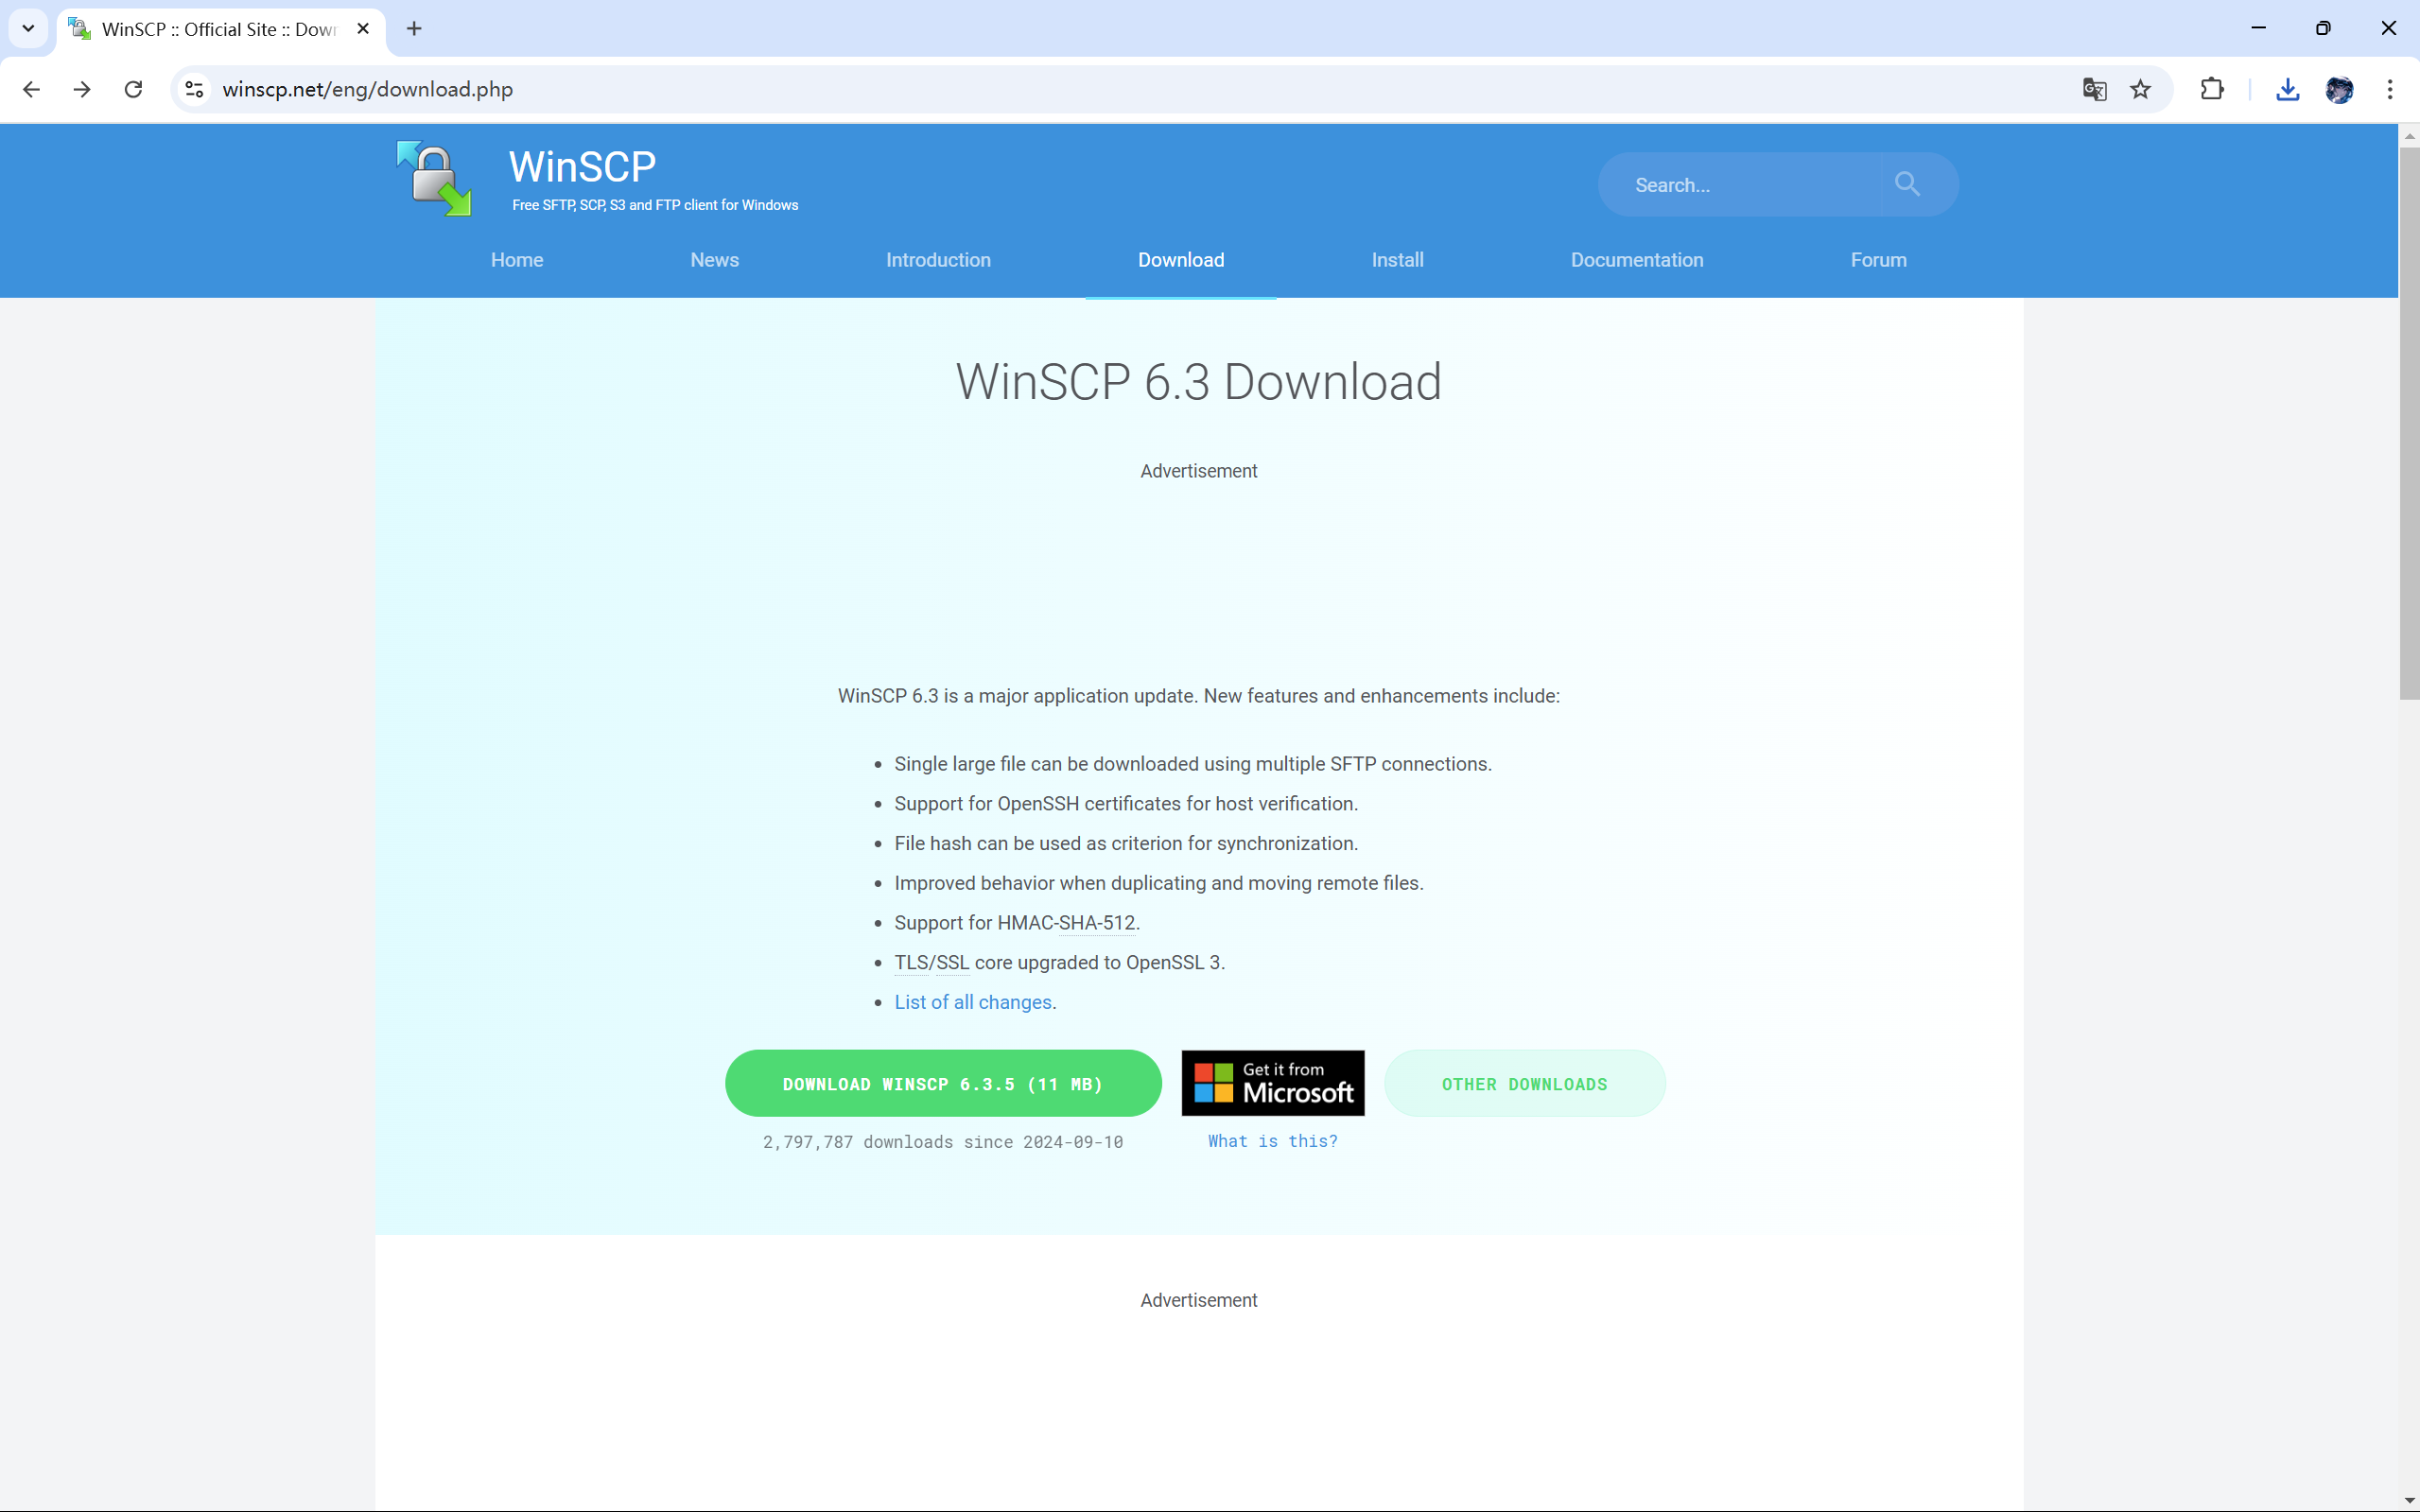 WinSCP :: Official Site :: Dow
winscp.net/eng/download.php
WinSCP
Free SFTP, SCP, S3 and FTP client for Windows
Search...
Home
News
Introduction
Download
Install
Documentation
Forum
WinSCP 6.3 Download
Advertisement
WinSCP 6.3 is a major application update. New features and enhancements include:
Single large file can be downloaded using multiple SFTP connections.
Support for OpenSSH certificates for host verification.
File hash can be used as criterion for synchronization.
Improved behavior when duplicating and moving remote files.
Support for HMAC-SHA-512.
TLS/SSL core upgraded to OpenSSL 3.
List of all changes.
DOWNLOAD WINSCP 6.3.5 (11 MB)
Get it from
Microsoft
OTHER DOWNLOADS
2,797,787 downloads since 2024-09-10
What is this?
Advertisement